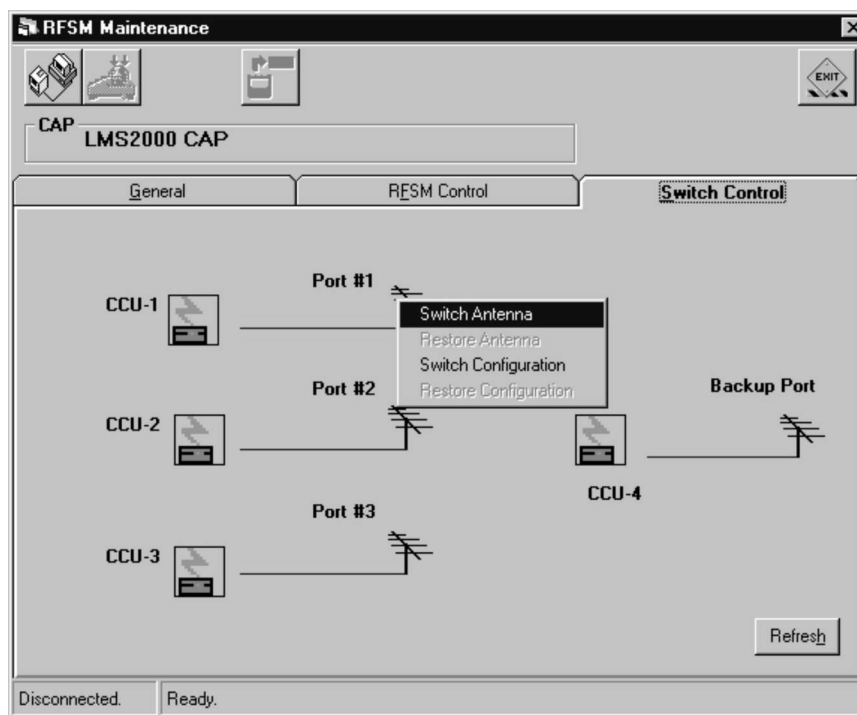 RFSM Maintenance
EXIT
CAP
LMS2000 CAP
General
RFSM Control
Switch Control
Port #1
CCU-1
Switch Antenna
Restore Antenna
Switch Configuration
Restore Configuration
Port #2
Backup Port
CCU-2
CCU-4
Port #3
CCU-3
Refresh
Disconnected.
Ready.